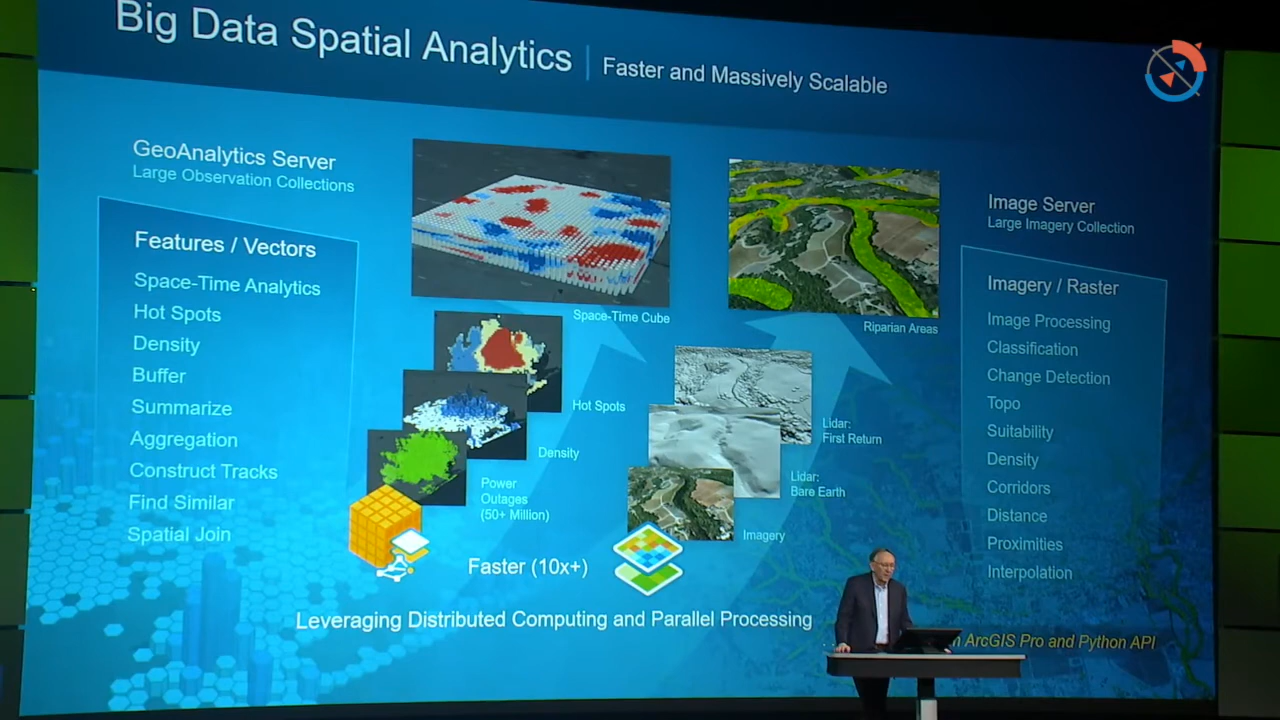 Big Data Spatial Analytics | Faster and Massively Scalable
GeoAnalytics Server
Large Observation Collections
Features / Vectors
Space-Time Analytics
Hot Spots
Density
Buffer
Summarize
Aggregation
Construct Tracks
Find Similar
Spatial Join
Space-Time Cube
Hot Spots
Density
Power
Outages
(50+ Million)
Riparian Areas
Lidar:
First Return
Lidar:
Bare Earth
Imagery
Image Server
Large Imagery Collection
Imagery / Raster
Image Processing
Classification
Change Detection
Topo
Suitability
Density
Corridors
Distance
Proximities
Interpolation
Faster (10x+)
Leveraging Distributed Computing and Parallel Processing
ArcGIS Pro and Python API